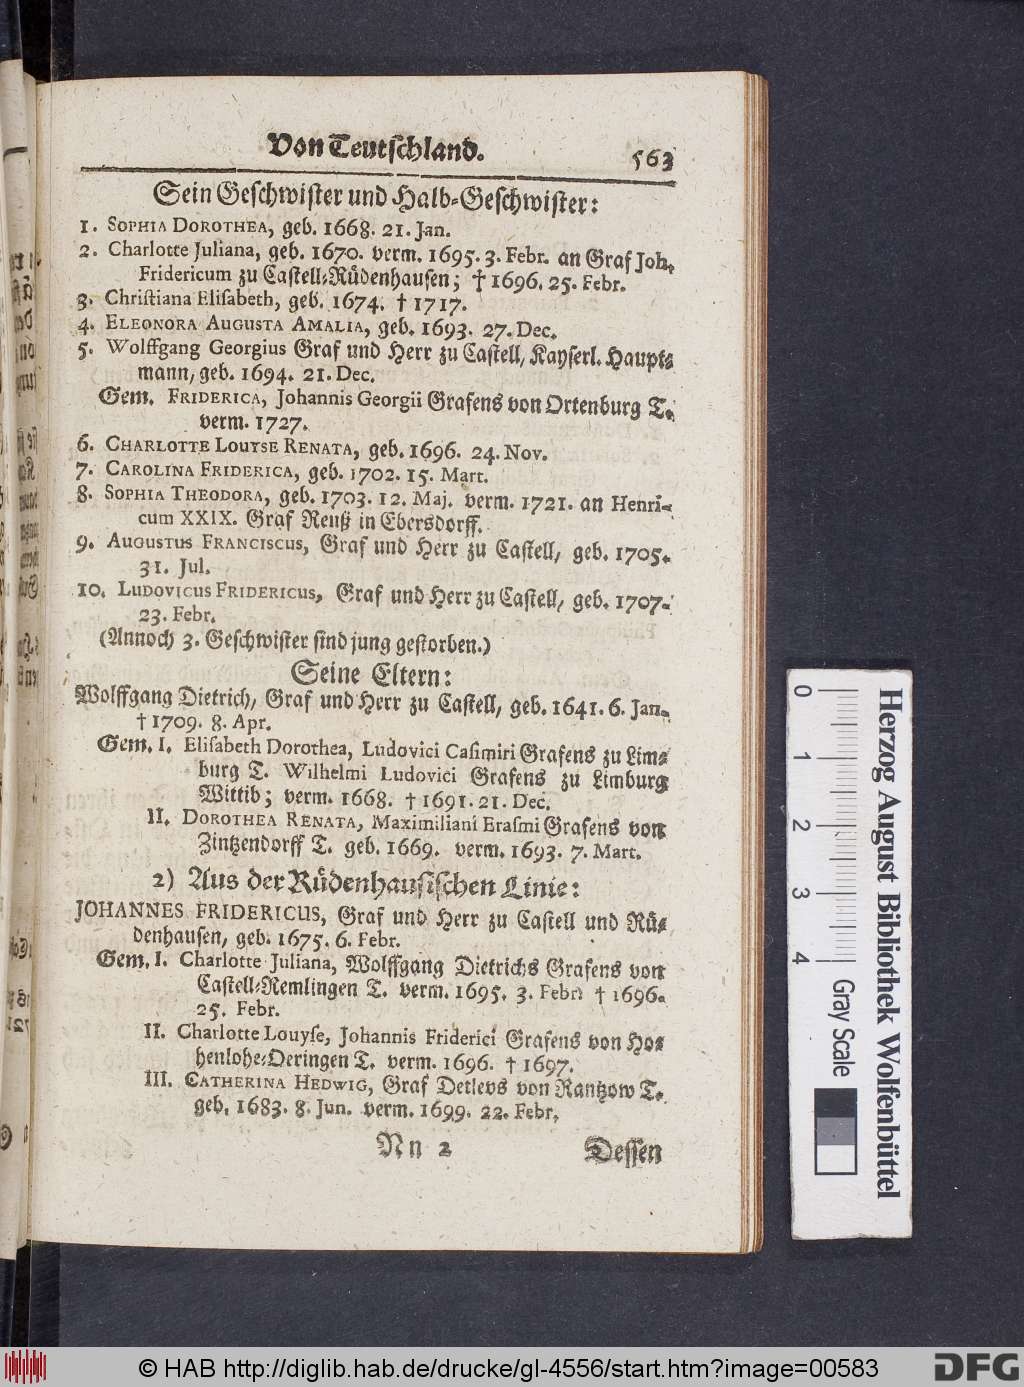 Von Teutschland. 563
Sein Geschwister und Halb-Geschwister:
1. SOPHIA DOROTHEA, geb. 1668. 21. Jan.
2. Charlotte Juliana, geb. 1670. verm. 1695. 3. Febr. an Graf Joh.
Fridericum zu Castell-Rüdenhausen; † 1696. 25. Febr.
3. Christiana Elisabeth, geb. 1674. † 1717.
4. ELEONORA AUGUSTA AMALIA, geb. 1693. 27. Dec.
5. Wolffgang Georgius Graf und Herr zu Castell, Kayserl. Haupt-
mann, geb. 1694. 21. Dec.
Gem. FRIDERICA, Johannis Georgii Grafens von Ortenburg T.
verm. 1727.
6. CHARLOTTE LOUYSE RENATA, geb. 1696. 24. Nov.
7. CAROLINA FRIDERICA, geb. 1702. 15. Mart.
8. SOPHIA THEODORA, geb. 1703. 12. Maj. verm. 1721. an Henri-
cum XXIX. Graf Reuß in Ebersdorff.
9. AUGUSTUS FRANCISCUS, Graf und Herr zu Castell, geb. 1705.
31. Jul.
10. LUDOVICUS FRIDERICUS, Graf und Herr zu Castell, geb. 1707.
23. Febr.
(Annoch 3. Geschwister sind jung gestorben.)
Seine Eltern:
Wolffgang Dietrich, Graf und Herr zu Castell, geb. 1641. 6. Jan.
† 1709. 8. Apr.
Gem. I. Elisabeth Dorothea, Ludovici Casimiri Grafens zu Lim-
burg T. Wilhelmi Ludovici Grafens zu Limburg
Wittib; verm. 1668. † 1691. 21. Dec.
II. DOROTHEA RENATA, Maximiliani Erasmi Grafens von
Zintzendorff T. geb. 1669. verm. 1693. 7. Mart.
2) Aus der Rüdenhausischen Linie:
JOHANNES FRIDERICUS, Graf und Herr zu Castell und Rü-
denhausen, geb. 1675. 6. Febr.
Gem. I. Charlotte Juliana, Wolffgang Dietrichs Grafens von
Castell-Remlingen T. verm. 1695. 3. Febr. † 1696.
25. Febr.
II. Charlotte Louyse, Johannis Friderici Grafens von Ho-
henlohe-Oeringen T. verm. 1696. † 1697.
III. CATHERINA HEDWIG, Graf Detlevs von Rantzow T.
geb. 1683. 8. Jun. verm. 1699. 22. Febr.
Nn 2 Dessen
0 1 2 3 4
Herzog August Bibliothek Wolfenbüttel
Gray Scale
© HAB http://diglib.hab.de/drucke/gl-4556/start.htm?image=00583
DFG